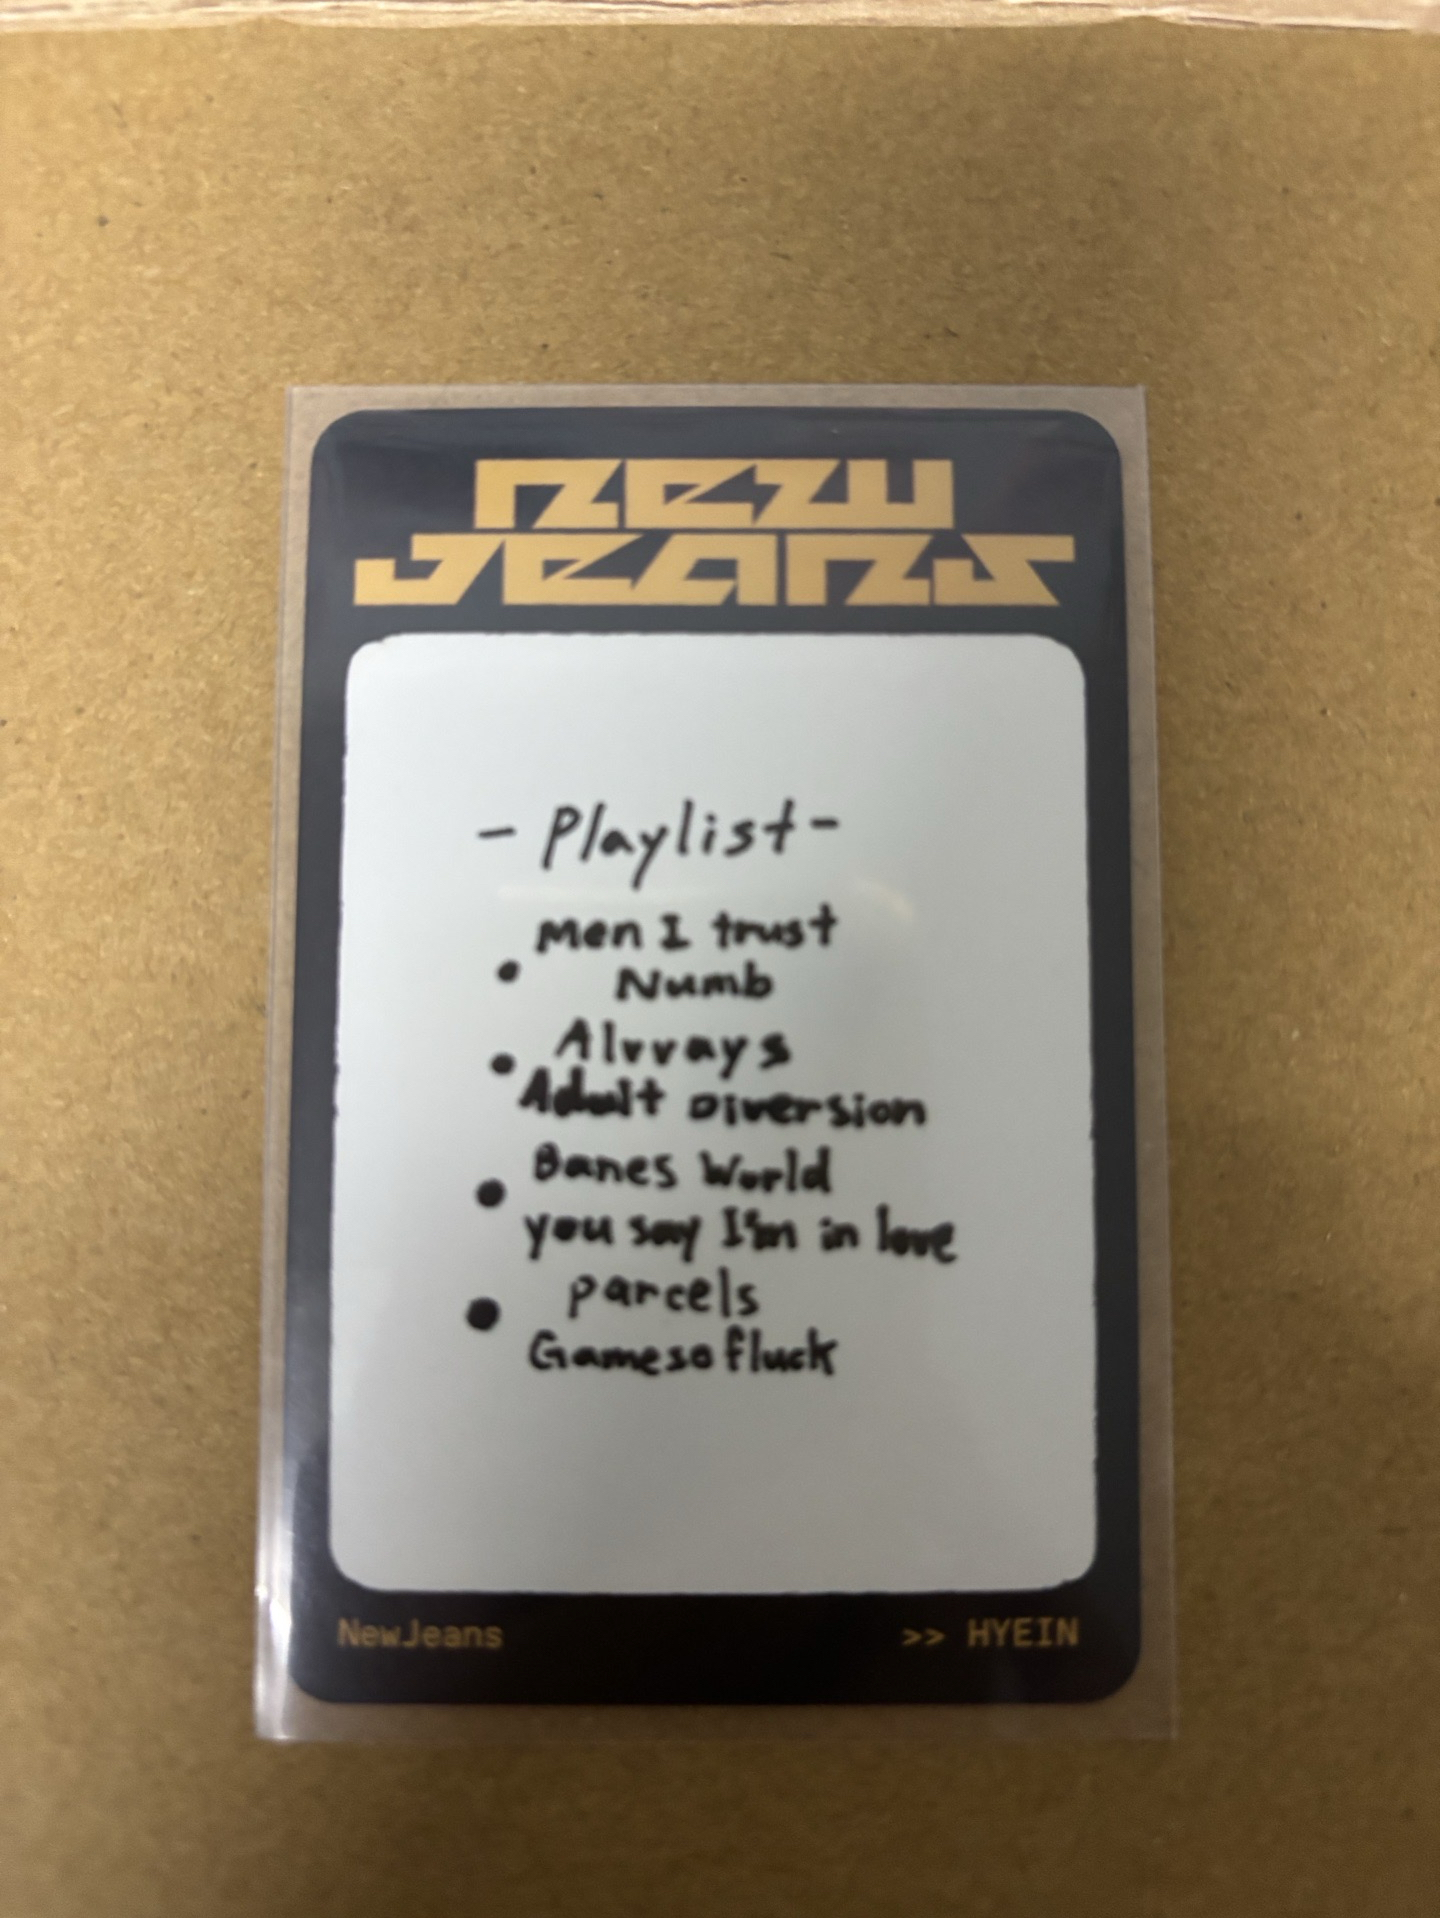 new
jeans
- Playlist -
men I trust
• Numb
Alvvays
• Adult Diversion
Banes World
• you say I'm in love
parcels
• Gamesofluck
NewJeans >> HYEIN